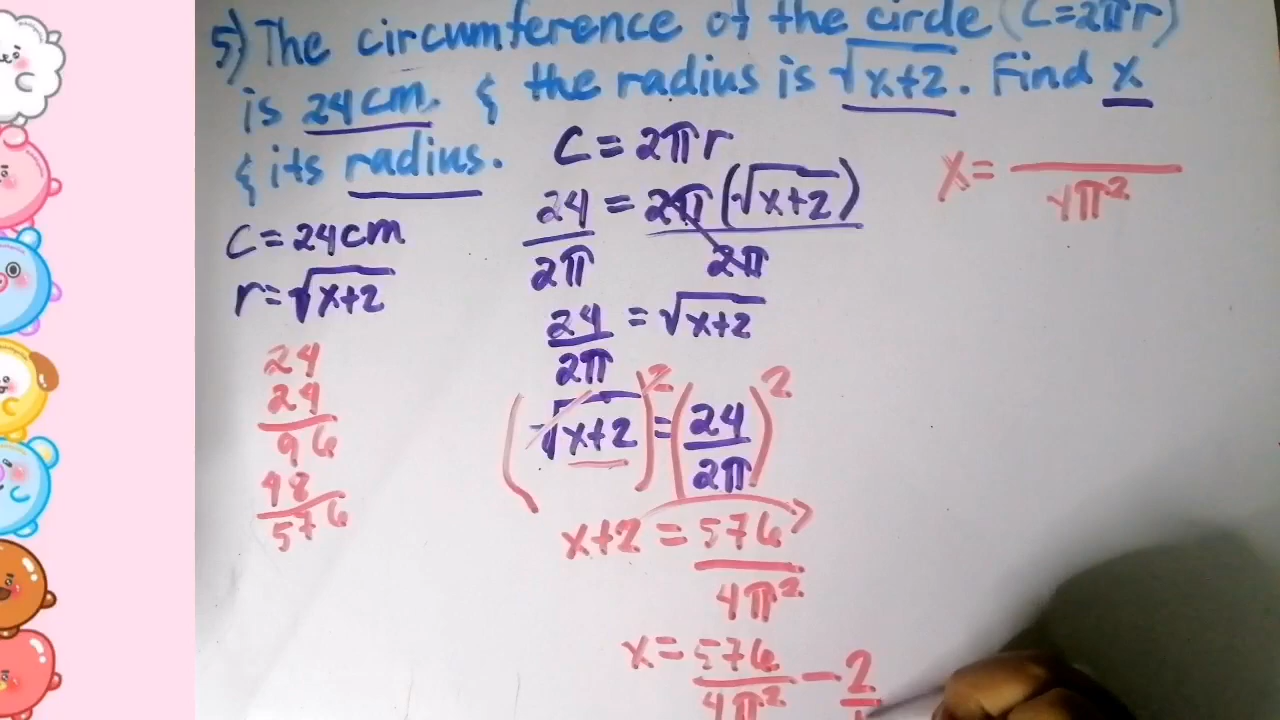 5) The circumference of the circle (C=2πr)
is 24cm. & the radius is √x+2. Find x
& its radius.
C = 24cm
r = √x+2
24
24
96
48
576
C = 2πr
24 = 2π(√x+2)
2π 2π
24 = √x+2
2π
(√x+2)² = (24)²
2π
x+2 = 576
4π²
x = 576 - 2
4π²
x =
4π²